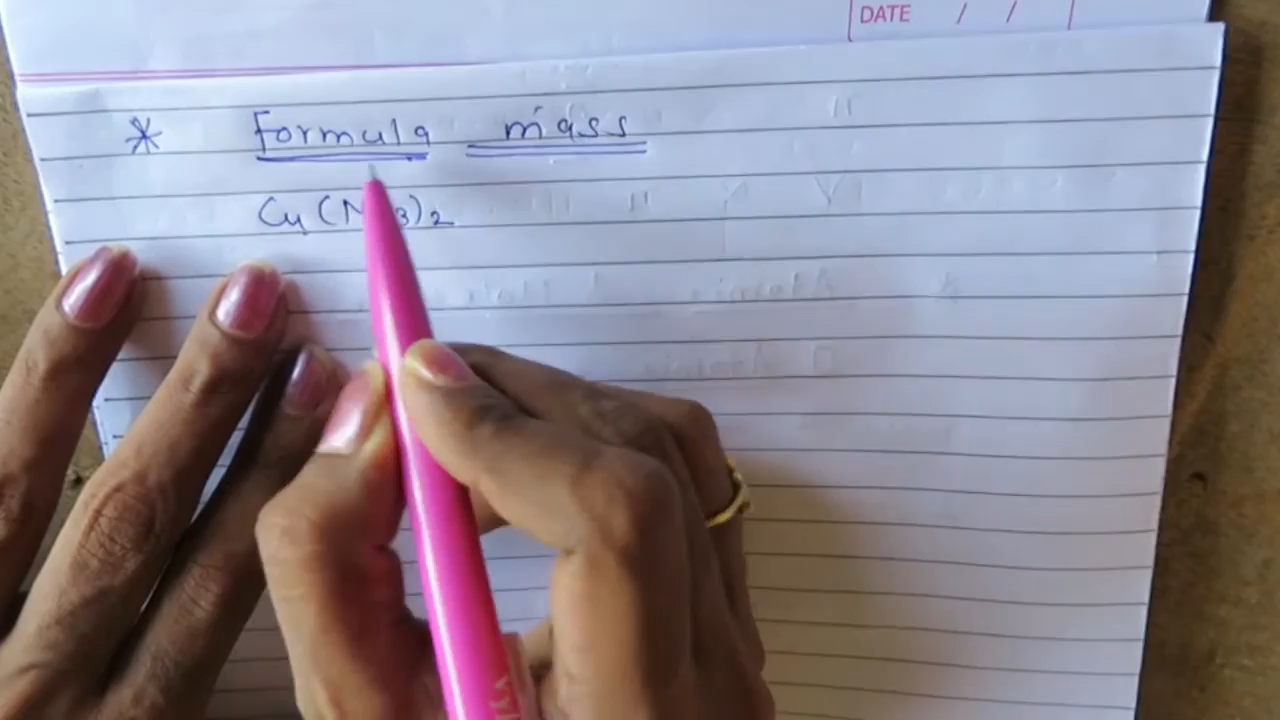 DATE / /
* Formula mass
Cu(N 3)2